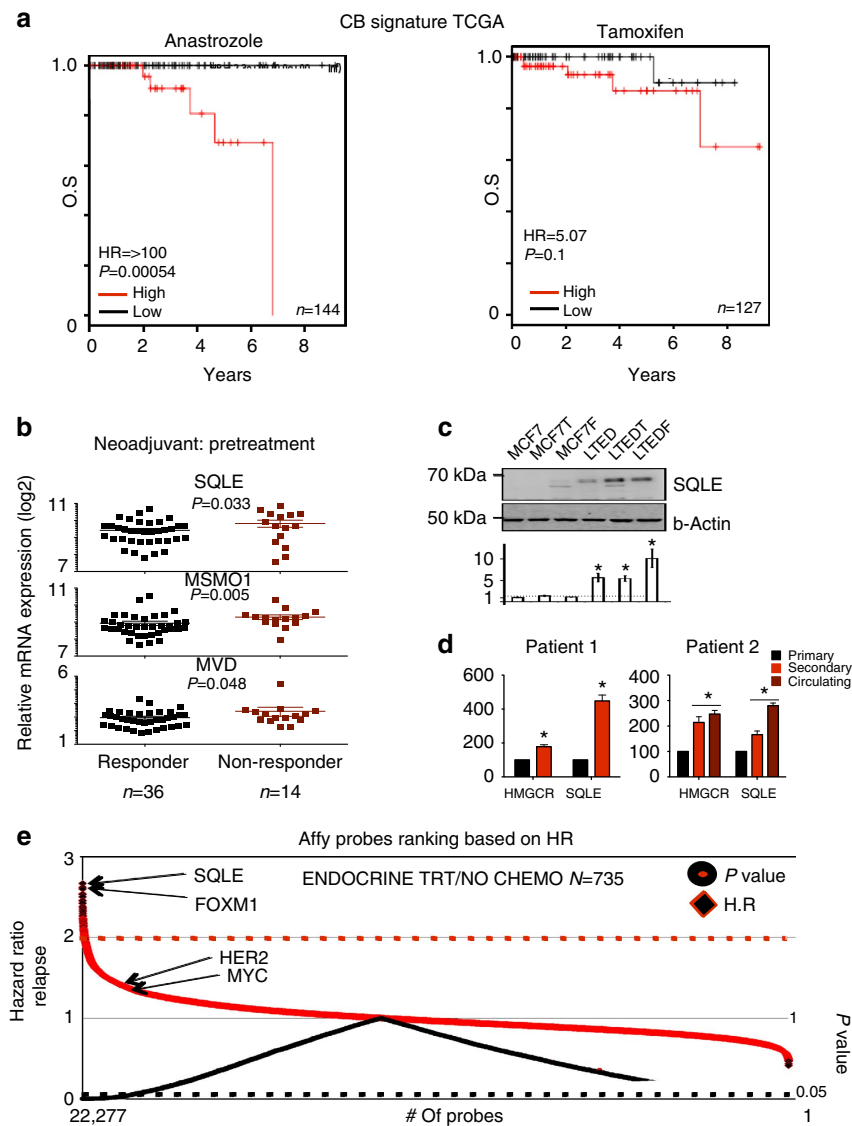 a
CB signature TCGA
Anastrozole
Tamoxifen
1.0
O.S
HR=>100
P=0.00054
High
Low
n=144
0
0 2 4 6 8
Years
1.0
O.S
HR=5.07
P=0.1
High
Low
n=127
0
0 2 4 6 8
Years
b
Neoadjuvant: pretreatment
Relative mRNA expression (log2)
SQLE
P=0.033
11
7
MSMO1
P=0.005
11
7
MVD
P=0.048
6
1
Responder Non-responder
n=36 n=14
c
MCF7 MCF7T MCF7F LTED LTEDT LTEDF
70 kDa SQLE
50 kDa b-Actin
10
5
1
* * *
d
Patient 1
600
400
200
0
* *
HMGCR SQLE
Patient 2
400
300
200
100
0
* *
HMGCR SQLE
Primary
Secondary
Circulating
e
Affy probes ranking based on HR
ENDOCRINE TRT/NO CHEMO N=735
SQLE
FOXM1
HER2
MYC
P value
H.R
Hazard ratio
relapse
3
2
1
0
1
0.05
P value
22,277 # Of probes 1